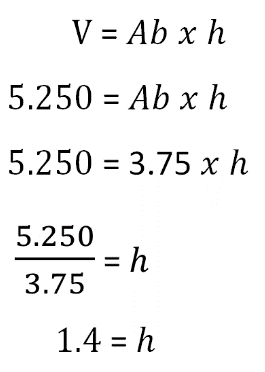 V = Ab x h
5.250 = Ab x h
5.250 = 3.75 x h
5.250
3.75
= h
1.4 = h